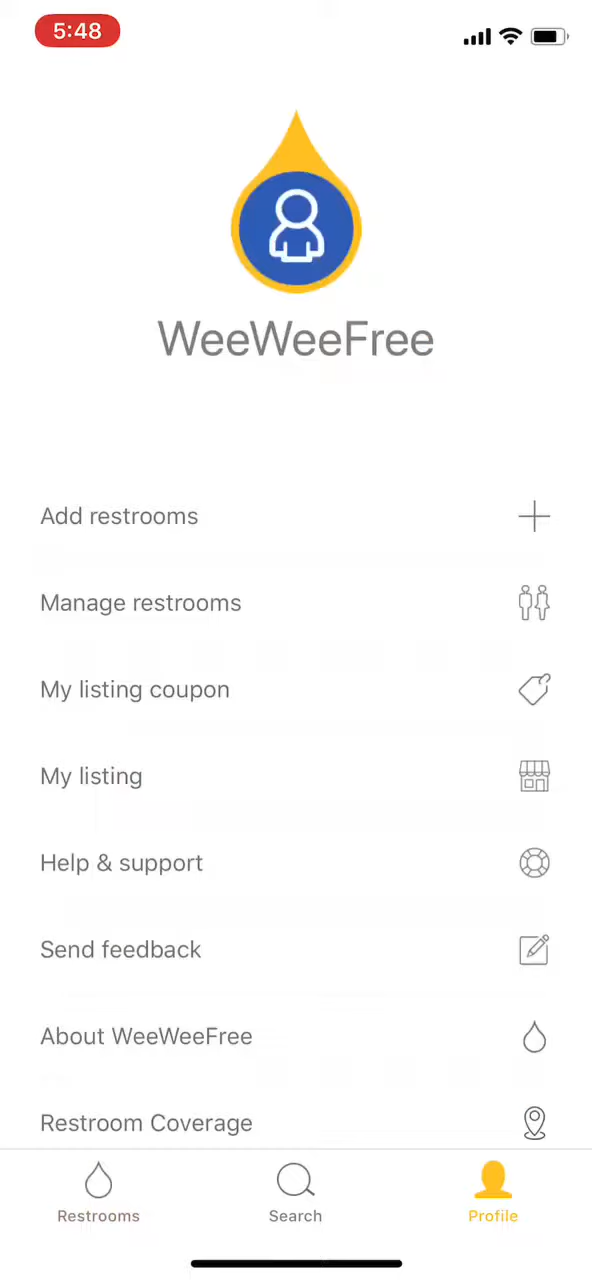 5:48
WeeWeeFree
Add restrooms
Manage restrooms
My listing coupon
My listing
Help & support
Send feedback
About WeeWeeFree
Restroom Coverage
Restrooms
Search
Profile